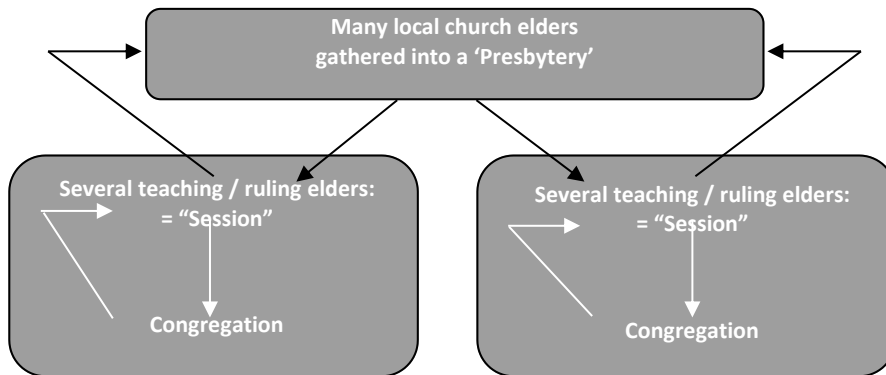 Many local church elders
gathered into a ‘Presbytery’
Several teaching / ruling elders:
= “Session”
Congregation
Several teaching / ruling elders:
= “Session”
Congregation